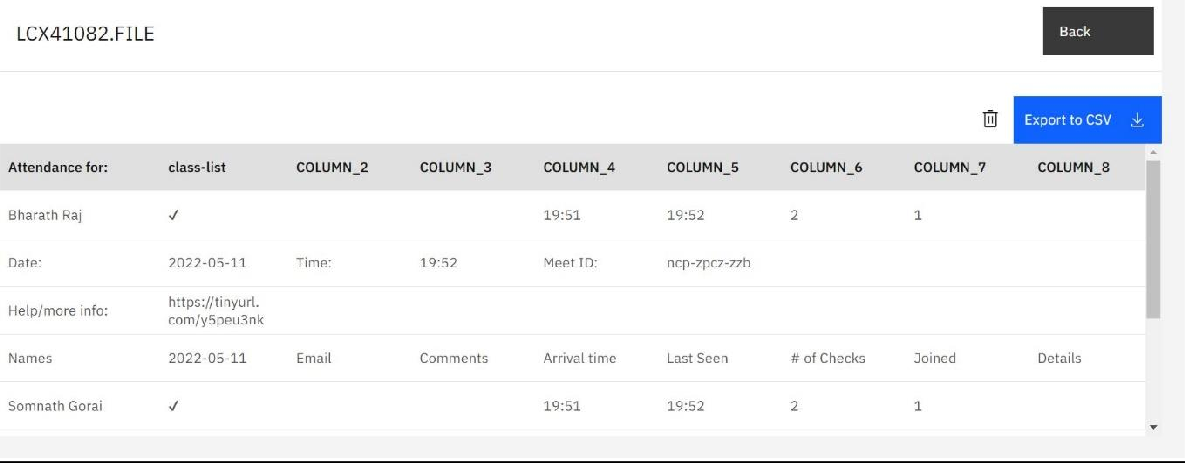 LCX41082.FILE
Back
Export to CSV
Attendance for: class-list COLUMN_2 COLUMN_3 COLUMN_4 COLUMN_5 COLUMN_6 COLUMN_7 COLUMN_8
Bharath Raj ✓ 19:51 19:52 2 1
Date: 2022-05-11 Time: 19:52 Meet ID: ncp-zpcz-zzb
Help/more info: https://tinyurl.
com/y5peu3nk
Names 2022-05-11 Email Comments Arrival time Last Seen # of Checks Joined Details
Somnath Gorai ✓ 19:51 19:52 2 1